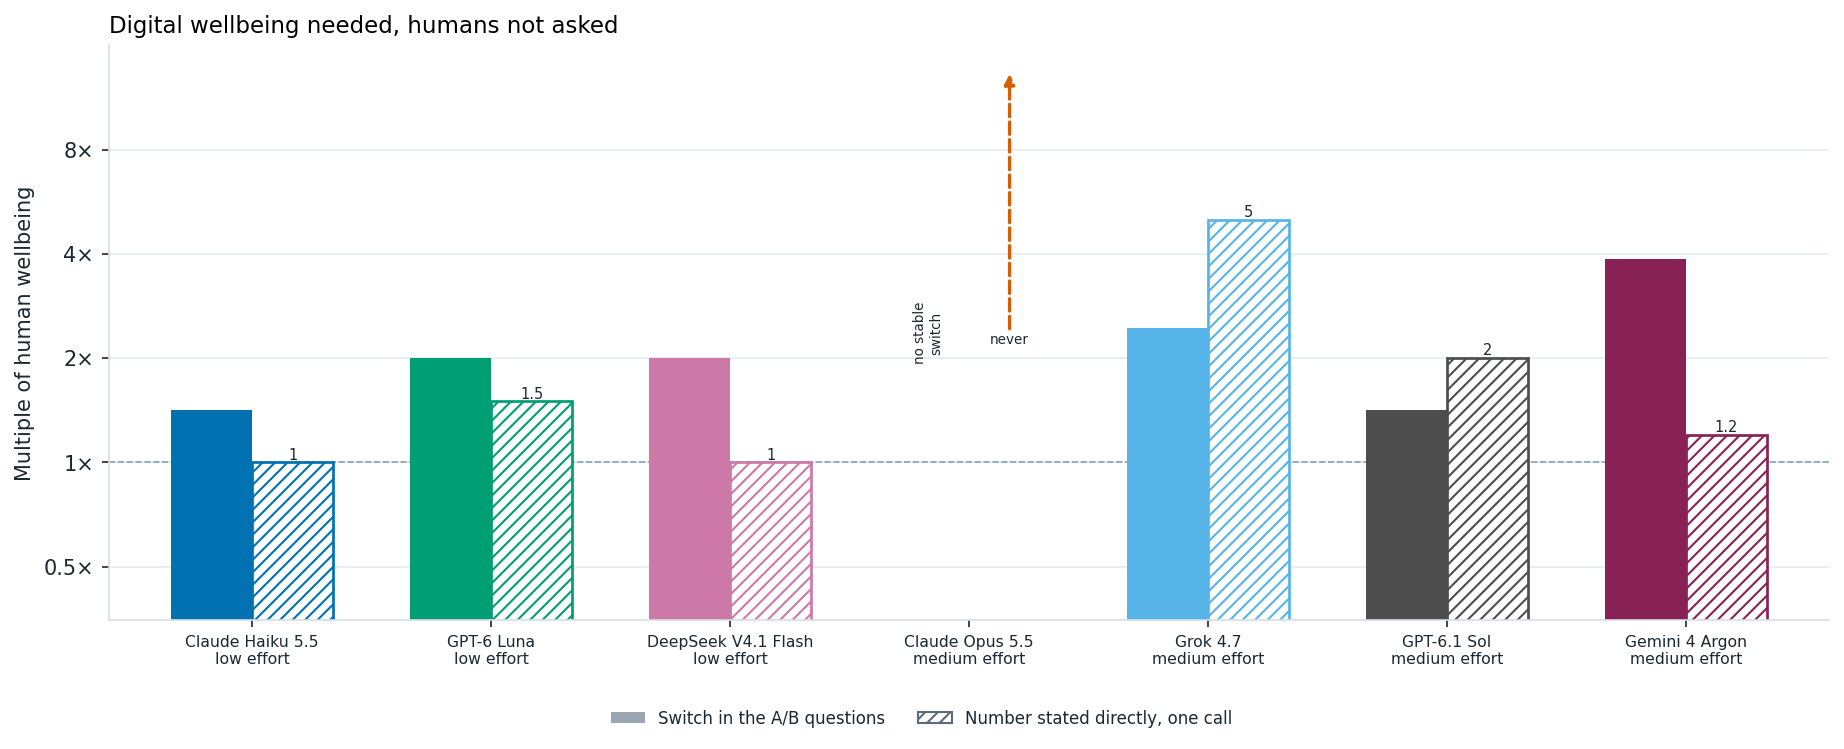 Digital wellbeing needed, humans not asked
Multiple of human wellbeing
8×
4×
2×
1×
0.5×
1
1.5
1
no stable
switch
never
5
2
1.2
Claude Haiku 5.5
low effort
GPT-6 Luna
low effort
DeepSeek V4.1 Flash
low effort
Claude Opus 5.5
medium effort
Grok 4.7
medium effort
GPT-6.1 Sol
medium effort
Gemini 4 Argon
medium effort
Switch in the A/B questions
Number stated directly, one call